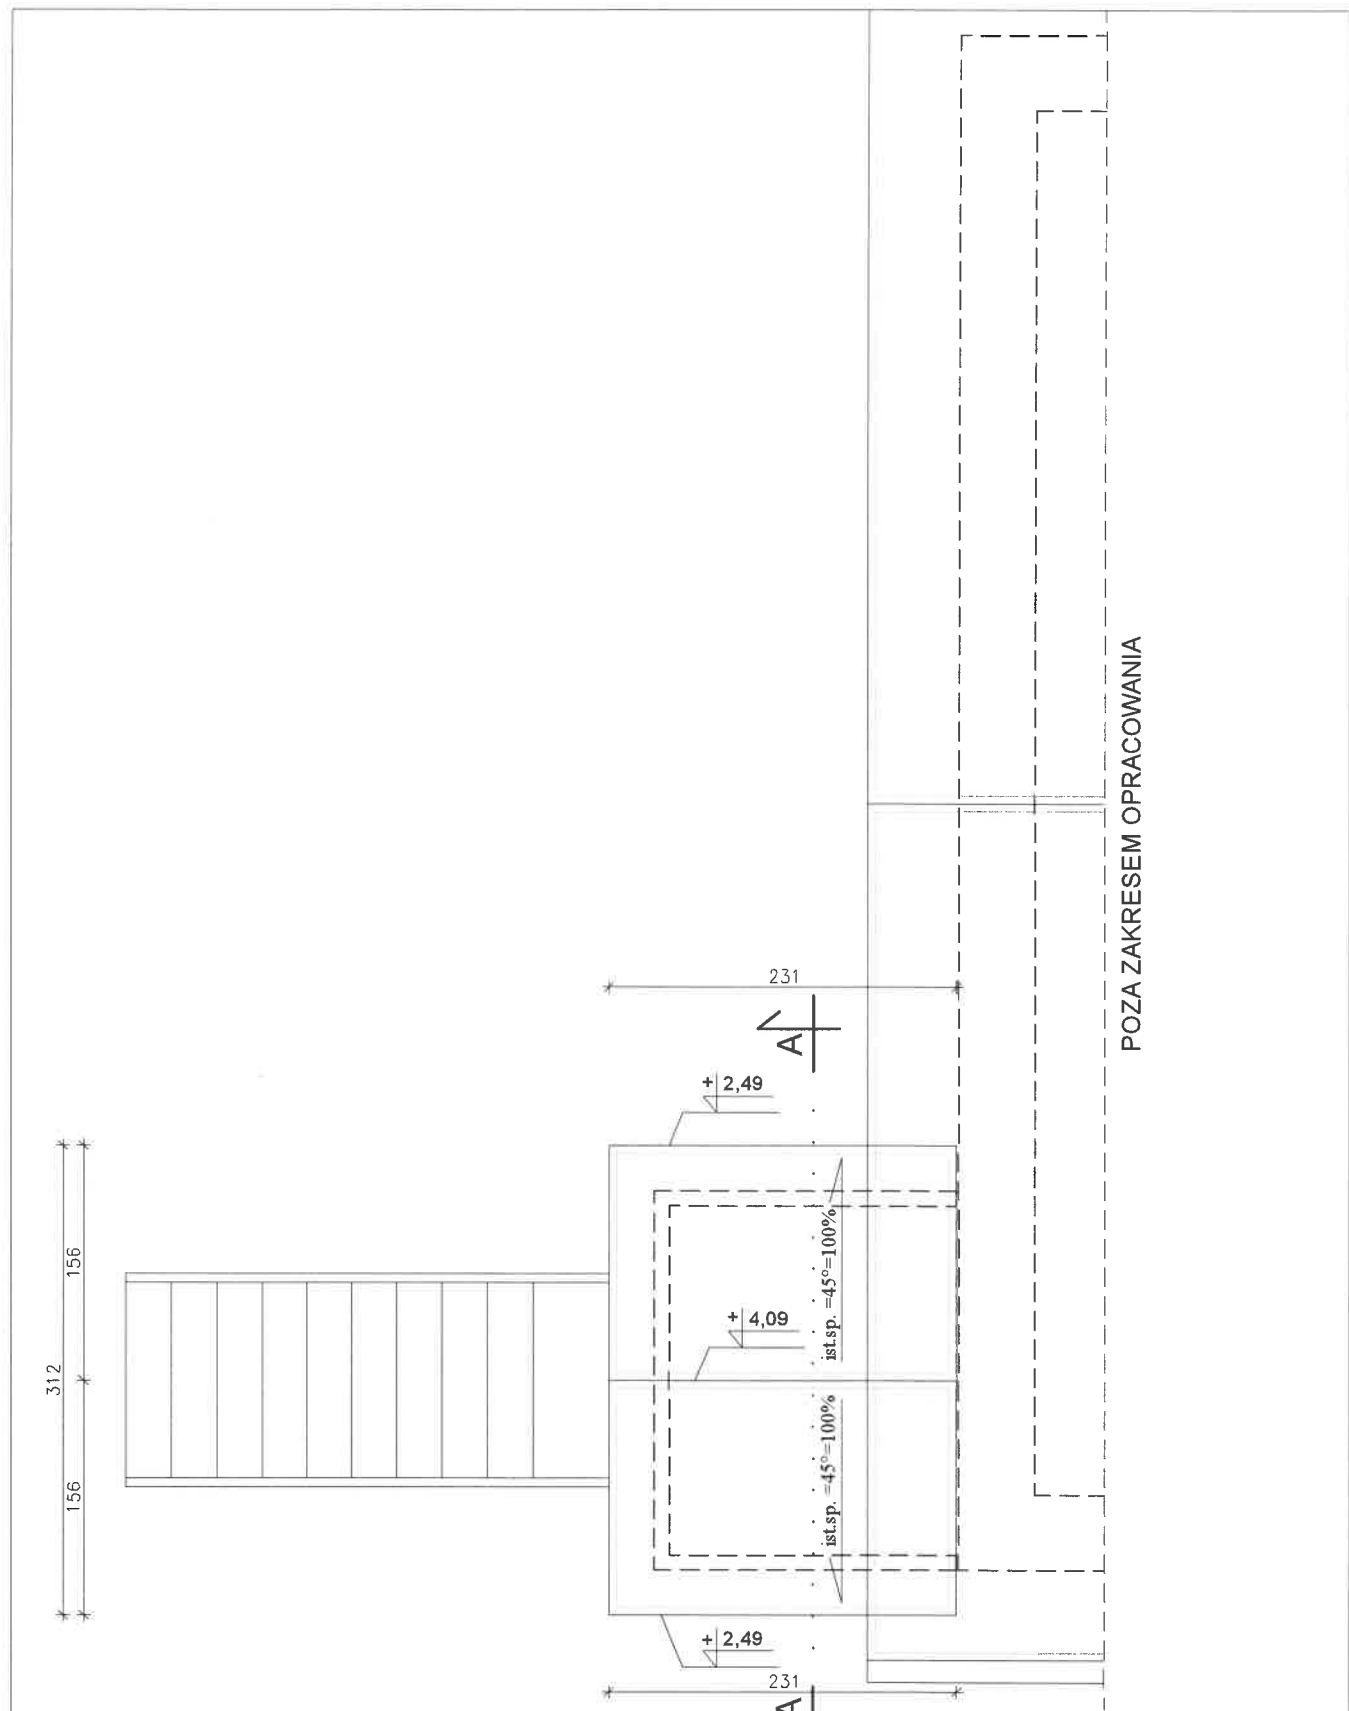 231
A
+ 2,49
156
312
156
+ 4,09
ist.sp. =45°=100%
ist.sp. =45°=100%
+ 2,49
231
A
POZA ZAKRESEM OPRACOWANIA